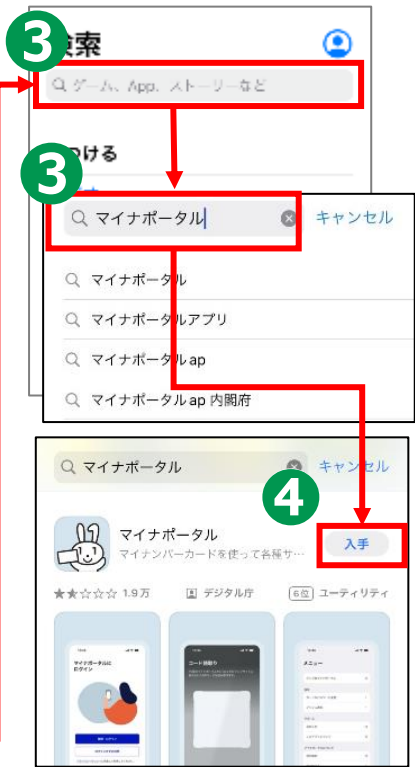 3
検索
ゲーム、App、ストーリーなど
つける
3
マイナポータル
キャンセル
マイナポータル
マイナポータルアプリ
マイナポータル ap
マイナポータル ap 内閣府
マイナポータル
キャンセル
4
マイナポータル
マイナンバーカードを使って各種サ…
入手
★★☆☆☆ 1.9万
デジタル庁
6位 ユーティリティ
マイナポータルに
ログイン
コード読取り
メニュー